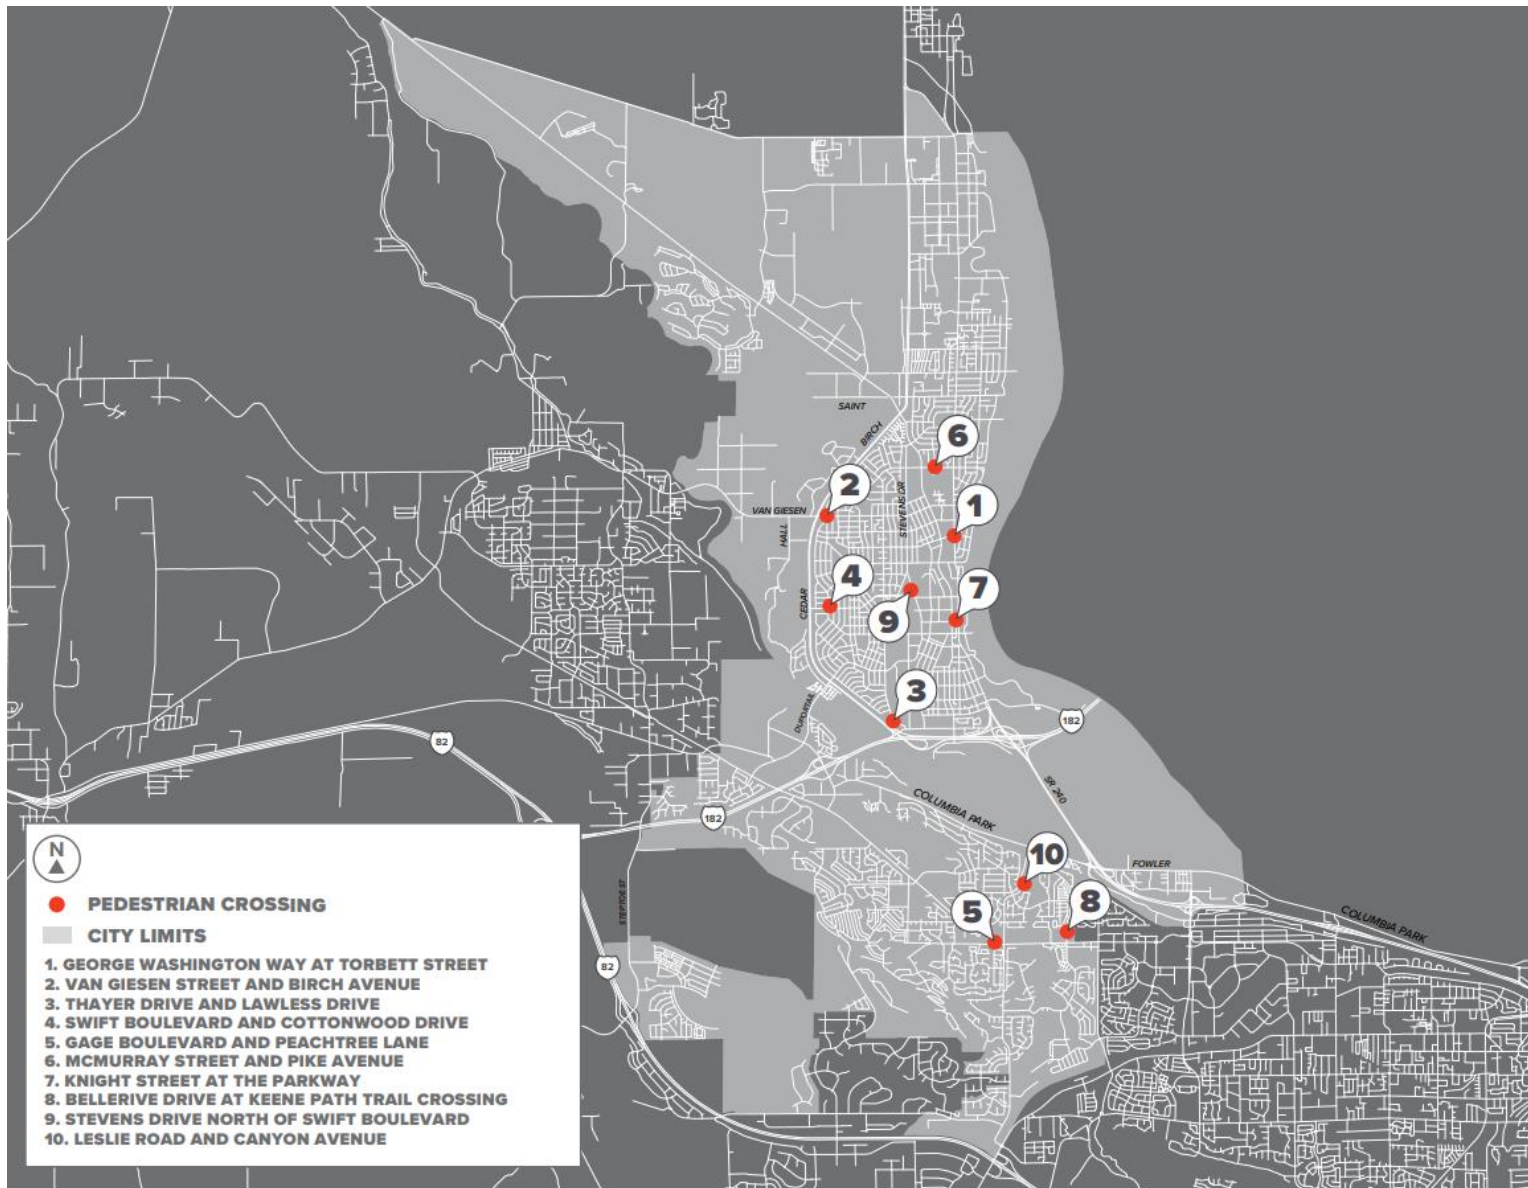 SAINT
BIRCH
6
2
STEVENS DR
1
VAN GIESEN
HALL
4
7
CEDAR
9
3
DUPORTAIL
182
82
SR 240
COLUMBIA PARK
182
N
10
FOWLER
PEDESTRIAN CROSSING
STEPTOE ST
5
8
COLUMBIA PARK
CITY LIMITS
82
1. GEORGE WASHINGTON WAY AT TORBETT STREET
2. VAN GIESEN STREET AND BIRCH AVENUE
3. THAYER DRIVE AND LAWLESS DRIVE
4. SWIFT BOULEVARD AND COTTONWOOD DRIVE
5. GAGE BOULEVARD AND PEACHTREE LANE
6. MCMURRAY STREET AND PIKE AVENUE
7. KNIGHT STREET AT THE PARKWAY
8. BELLERIVE DRIVE AT KEENE PATH TRAIL CROSSING
9. STEVENS DRIVE NORTH OF SWIFT BOULEVARD
10. LESLIE ROAD AND CANYON AVENUE